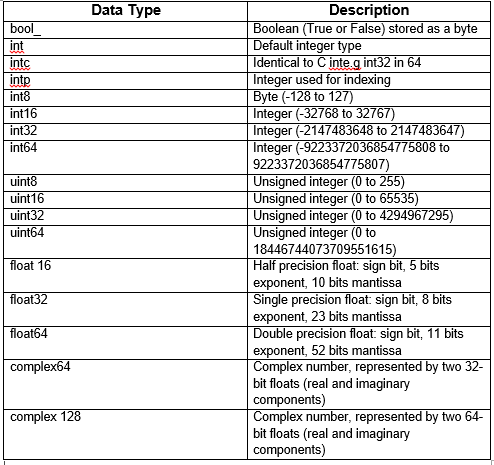 Data Type Description
bool_ Boolean (True or False) stored as a byte
int Default integer type
intc Identical to C inte.g int32 in 64
intp Integer used for indexing
int8 Byte (-128 to 127)
int16 Integer (-32768 to 32767)
int32 Integer (-2147483648 to 2147483647)
int64 Integer (-9223372036854775808 to
9223372036854775807)
uint8 Unsigned integer (0 to 255)
uint16 Unsigned integer (0 to 65535)
uint32 Unsigned integer (0 to 4294967295)
uint64 Unsigned integer (0 to
18446744073709551615)
float 16 Half precision float: sign bit, 5 bits
exponent, 10 bits mantissa
float32 Single precision float: sign bit, 8 bits
exponent, 23 bits mantissa
float64 Double precision float: sign bit, 11 bits
exponent, 52 bits mantissa
complex64 Complex number, represented by two 32-
bit floats (real and imaginary
components)
complex 128 Complex number, represented by two 64-
bit floats (real and imaginary
components)